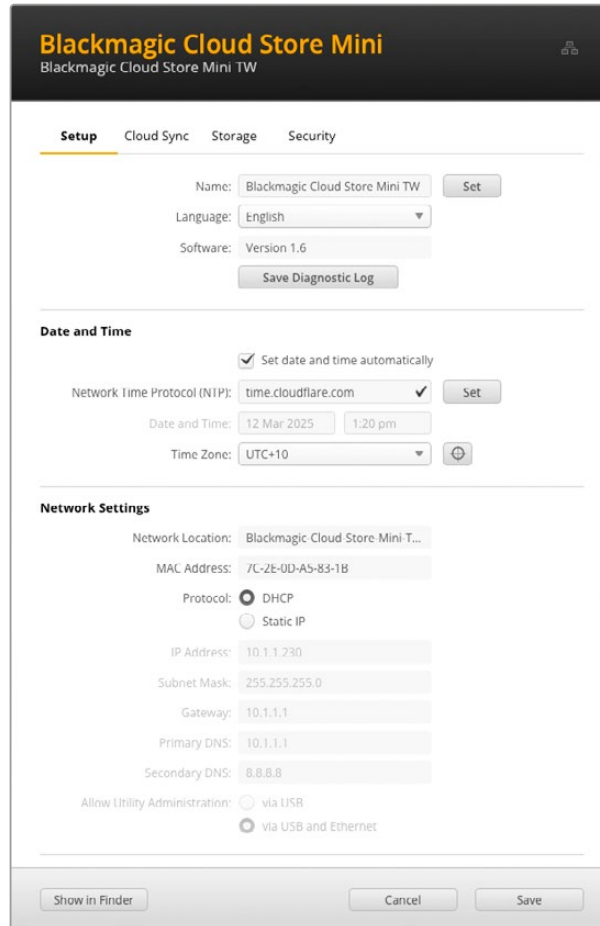 Blackmagic Cloud Store Mini
Blackmagic Cloud Store Mini TW
Setup Cloud Sync Storage Security
Name: Blackmagic Cloud Store Mini TW Set
Language: English
Software: Version 1.6
Save Diagnostic Log
Date and Time
Set date and time automatically
Network Time Protocol (NTP): time.cloudflare.com Set
Date and Time: 12 Mar 2025 1:20 pm
Time Zone: UTC+10
Network Settings
Network Location: Blackmagic-Cloud-Store-Mini-T...
MAC Address: 7C-2E-0D-A5-83-1B
Protocol: DHCP
Static IP
IP Address: 10.1.1.230
Subnet Mask: 255.255.255.0
Gateway: 10.1.1.1
Primary DNS: 10.1.1.1
Secondary DNS: 8.8.8.8
Allow Utility Administration: via USB
via USB and Ethernet
Show in Finder Cancel Save